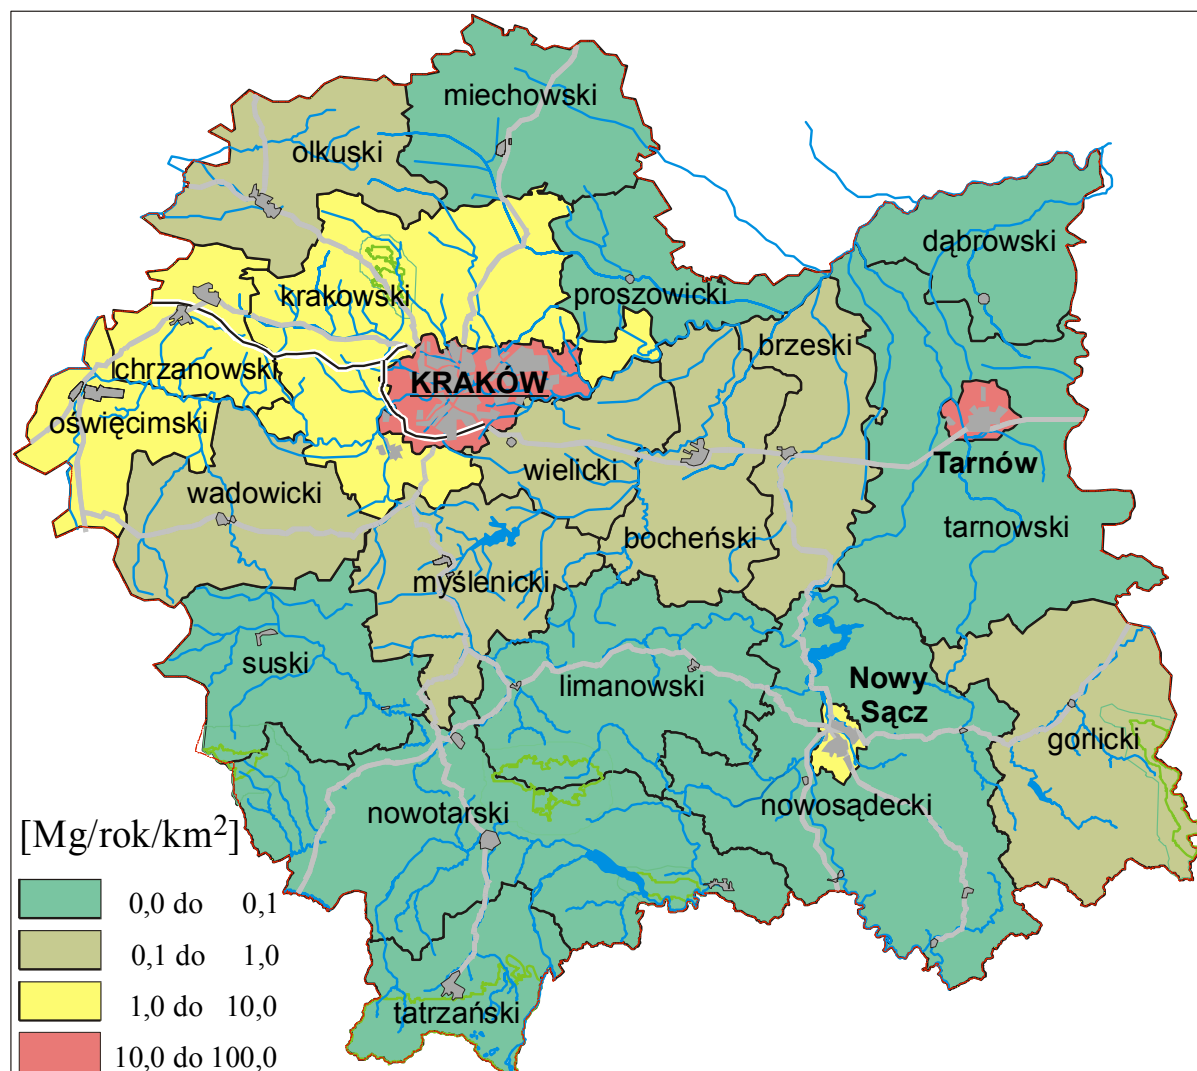 miechowski
olkuski
dąbrowski
krakowski
proszowicki
brzeski
chrzanowski
KRAKÓW
oświęcimski
Tarnów
wielicki
wadowicki
tarnowski
bocheński
myślenicki
suski
limanowski
Nowy
Sącz
gorlicki
nowotarski
nowosądecki
tatrzański
[Mg/rok/km²]
0,0 do 0,1
0,1 do 1,0
1,0 do 10,0
10,0 do 100,0